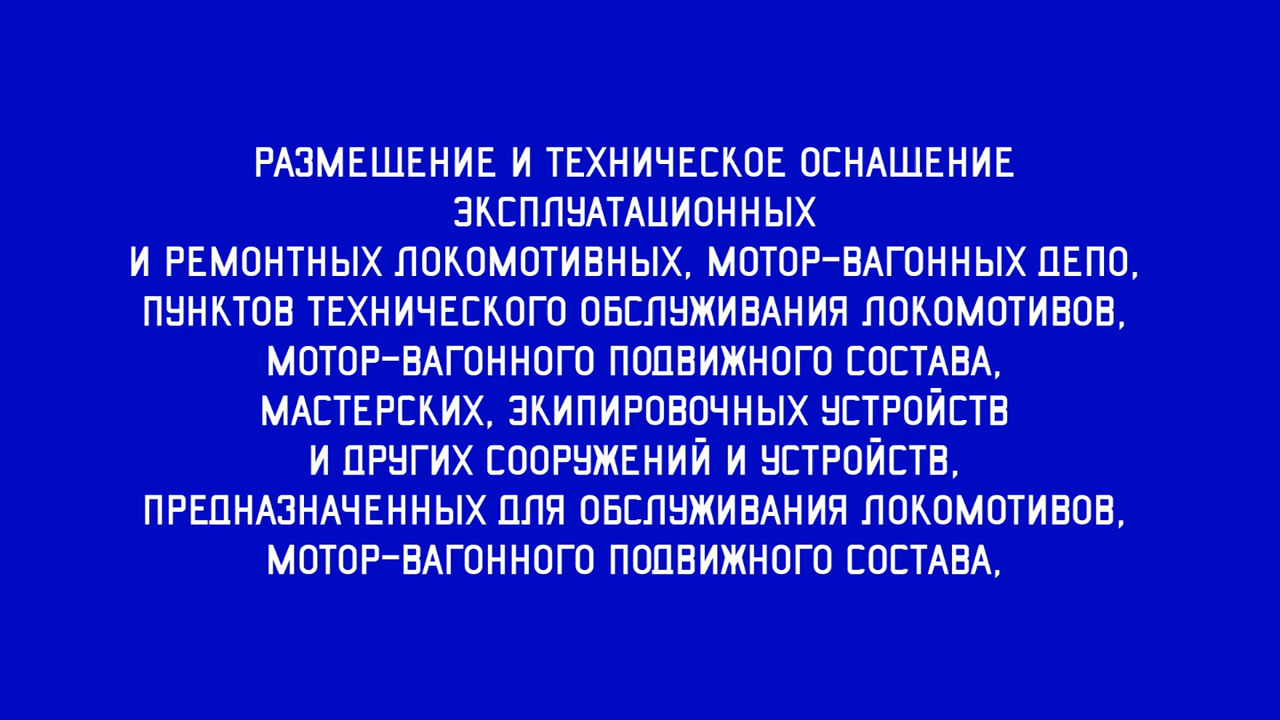 РАЗМЕЩЕНИЕ И ТЕХНИЧЕСКОЕ ОСНАЩЕНИЕ
ЭКСПЛУАТАЦИОННЫХ
И РЕМОНТНЫХ ЛОКОМОТИВНЫХ, МОТОР-ВАГОННЫХ ДЕПО,
ПУНКТОВ ТЕХНИЧЕСКОГО ОБСЛУЖИВАНИЯ ЛОКОМОТИВОВ,
МОТОР-ВАГОННОГО ПОДВИЖНОГО СОСТАВА,
МАСТЕРСКИХ, ЭКИПИРОВОЧНЫХ УСТРОЙСТВ
И ДРУГИХ СООРУЖЕНИЙ И УСТРОЙСТВ,
ПРЕДНАЗНАЧЕННЫХ ДЛЯ ОБСЛУЖИВАНИЯ ЛОКОМОТИВОВ,
МОТОР-ВАГОННОГО ПОДВИЖНОГО СОСТАВА,